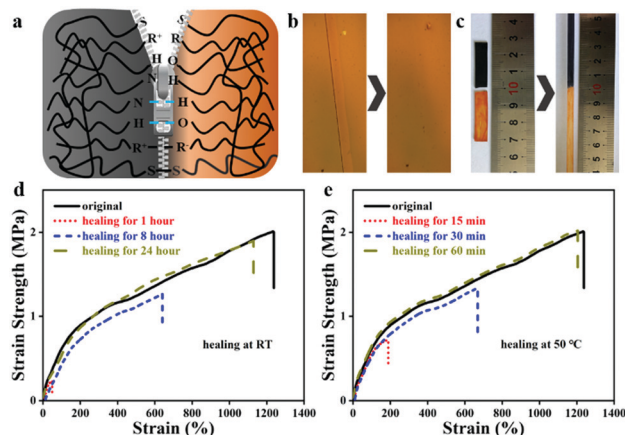 a
b
c
S S
R⁺ R⁻
H O
N H
N H
H O
R⁺ R⁻
S S
d
original
healing for 1 hour
healing for 8 hour
healing for 24 hour
healing at RT
Strain Strength (MPa)
0 1 2
0 200 400 600 800 1000 1200 1400
Strain (%)
e
original
healing for 15 min
healing for 30 min
healing for 60 min
healing at 50 °C
Strain Strength (MPa)
0 1 2
0 200 400 600 800 1000 1200 1400
Strain (%)